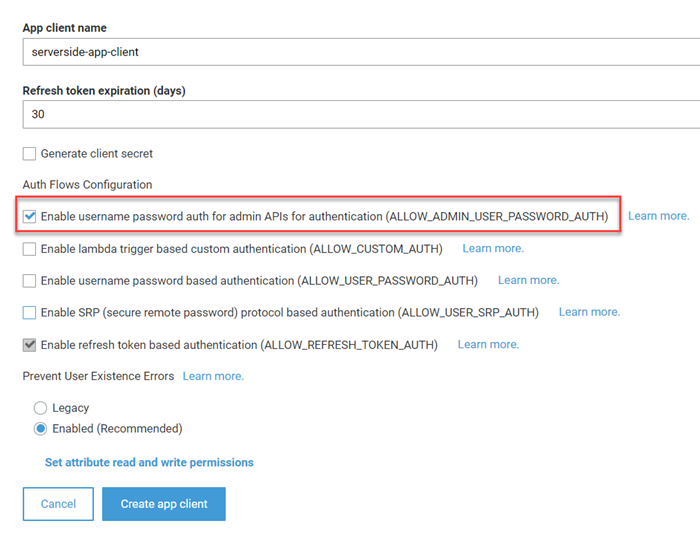 App client name
serverside-app-client
Refresh token expiration (days)
30
Generate client secret
Auth Flows Configuration
Enable username password auth for admin APIs for authentication (ALLOW_ADMIN_USER_PASSWORD_AUTH) Learn more.
Enable lambda trigger based custom authentication (ALLOW_CUSTOM_AUTH) Learn more.
Enable username password based authentication (ALLOW_USER_PASSWORD_AUTH) Learn more.
Enable SRP (secure remote password) protocol based authentication (ALLOW_USER_SRP_AUTH) Learn more.
Enable refresh token based authentication (ALLOW_REFRESH_TOKEN_AUTH) Learn more.
Prevent User Existence Errors Learn more.
Legacy
Enabled (Recommended)
Set attribute read and write permissions
Cancel Create app client